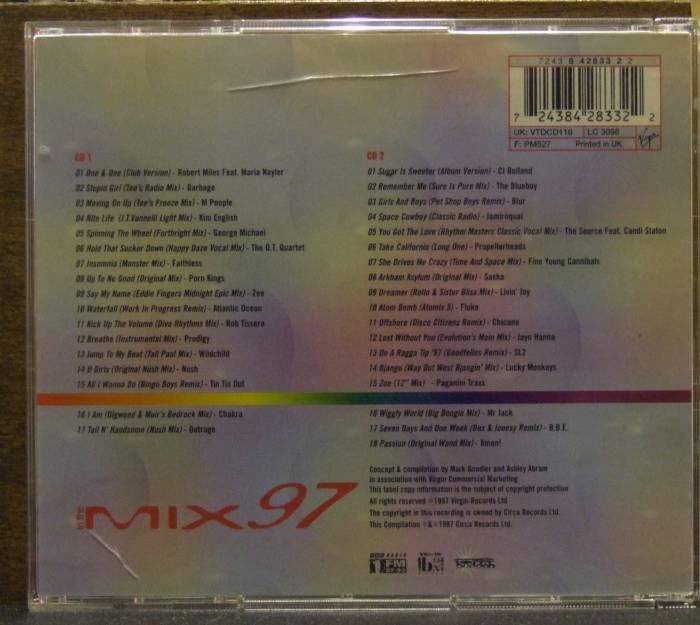 7243 8 42833 2 2
7 24384 28332 2
UK: VTDCD116
LC 3098
F: PM527
Printed in UK
Virgin
CD 1
01 One & One (Club Version) - Robert Miles Feat. Maria Nayler
02 Stupid Girl (Tee's Radio Mix) - Garbage
03 Moving On Up (Tee's Freeze Mix) - M People
04 Nite Life (J.T.Vannelli Light Mix) - Kim English
05 Spinning The Wheel (Forthright Mix) - George Michael
06 Hold That Sucker Down (Happy Daze Vocal Mix) - The O.T. Quartet
07 Insomnia (Monster Mix) - Faithless
08 Up To No Good (Original Mix) - Porn Kings
09 Say My Name (Eddie Fingers Midnight Epic Mix) - Zee
10 Waterfall (Work In Progress Remix) - Atlantic Ocean
11 Kick Up The Volume (Diva Rhythms Mix) - Rob Tissera
12 Breathe (Instrumental Mix) - Prodigy
13 Jump To My Beat (Tall Paul Mix) - Wildchild
14 U Girls (Original Nush Mix) - Nush
15 All I Wanna Do (Bingo Boys Remix) - Tin Tin Out
16 I Am (Digweed & Muir's Bedrock Mix) - Chakra
17 Tall N' Handsome (Nush Mix) - Outrage
CD 2
01 Sugar Is Sweeter (Album Version) - CJ Bolland
02 Remember Me (Sure Is Pure Mix) - The Blueboy
03 Girls And Boys (Pet Shop Boys Remix) - Blur
04 Space Cowboy (Classic Radio) - Jamiroquai
05 You Got The Love (Rhythm Masters Classic Vocal Mix) - The Source Feat. Candi Staton
06 Take California (Long One) - Propellerheads
07 She Drives Me Crazy (Time And Space Mix) - Fine Young Cannibals
08 Arkham Asylum (Original Mix) - Sasha
09 Dreamer (Rollo & Sister Bliss Mix) - Livin' Joy
10 Atom Bomb (Atomix 5) - Fluke
11 Offshore (Disco Citizens Remix) - Chicane
12 Lost Without You (Evolution's Main Mix) - Jayn Hanna
13 On A Ragga Tip '97 (Goodfellos Remix) - SL2
14 Bjango (Way Out West Bjangin' Mix) - Lucky Monkeys
15 Zoe (12" Mix) - Paganini Traxx
16 Wiggly World (Big Boogie Mix) - Mr Jack
17 Seven Days And One Week (Dex & Jonesy Remix) - B.B.E.
18 Passion (Original Wand Mix) - Amen!
Concept & compilation by Mark Goodier and Ashley Abram
in association with Virgin Commercial Marketing
This label copy information is the subject of copyright protection
All rights reserved ©1997 Virgin Records Ltd
The copyright in this recording is owned by Circa Records Ltd.
This Compilation ℗&©1997 Circa Records Ltd.
in the MIX 97
RADIO
1 FM